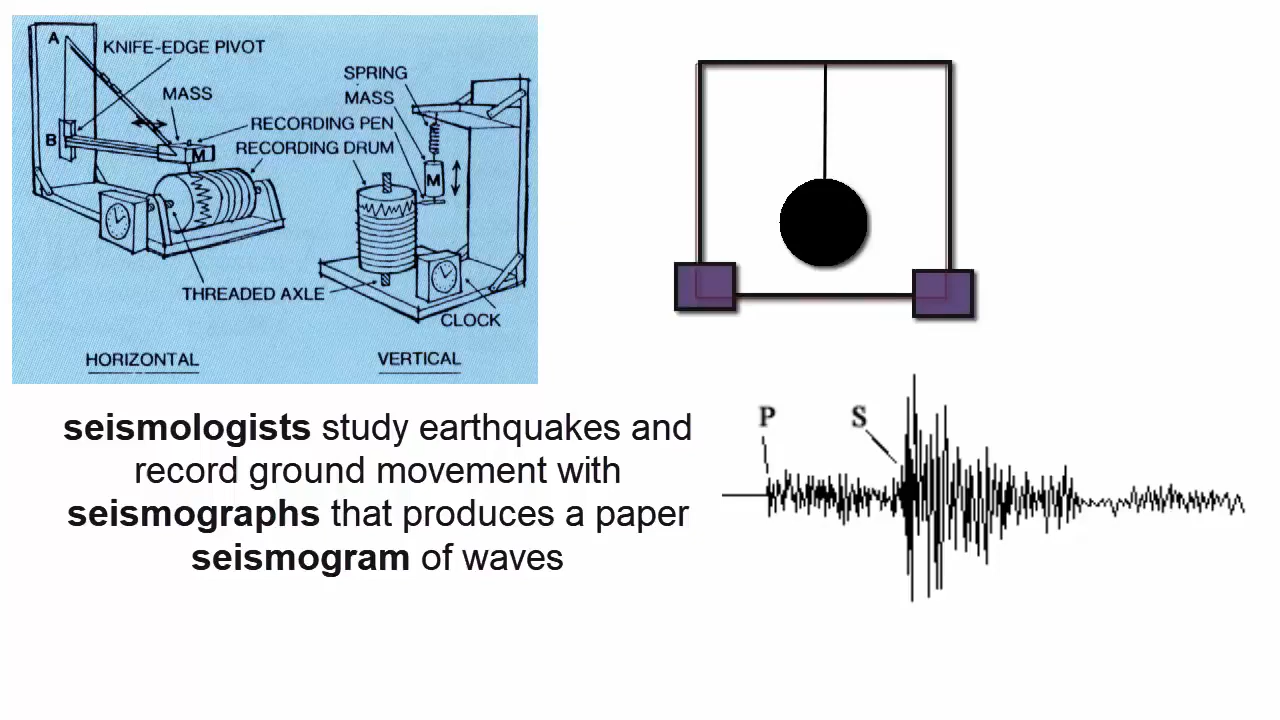 A
KNIFE-EDGE PIVOT
MASS
B
M
RECORDING PEN
RECORDING DRUM
SPRING
MASS
M
THREADED AXLE
CLOCK
HORIZONTAL
VERTICAL
seismologists study earthquakes and
record ground movement with
seismographs that produces a paper
seismogram of waves
P
S